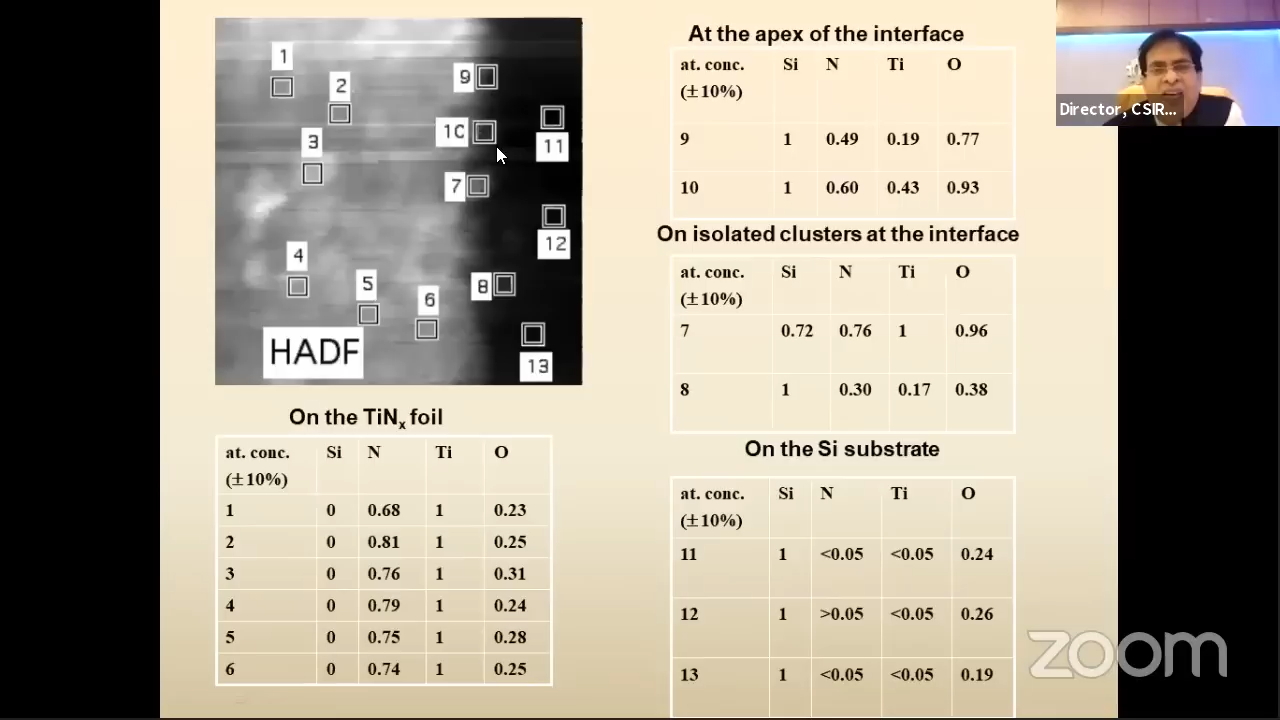 1
2
3
4
5
6
7
8
9
10
11
12
13
HADF
On the TiNx foil
at. conc. (±10%) Si N Ti O
1 0 0.68 1 0.23
2 0 0.81 1 0.25
3 0 0.76 1 0.31
4 0 0.79 1 0.24
5 0 0.75 1 0.28
6 0 0.74 1 0.25
At the apex of the interface
at. conc. (±10%) Si N Ti O
9 1 0.49 0.19 0.77
10 1 0.60 0.43 0.93
On isolated clusters at the interface
at. conc. (±10%) Si N Ti O
7 0.72 0.76 1 0.96
8 1 0.30 0.17 0.38
On the Si substrate
at. conc. (±10%) Si N Ti O
11 1 <0.05 <0.05 0.24
12 1 >0.05 <0.05 0.26
13 1 <0.05 <0.05 0.19
Director, CSIR...
zoom